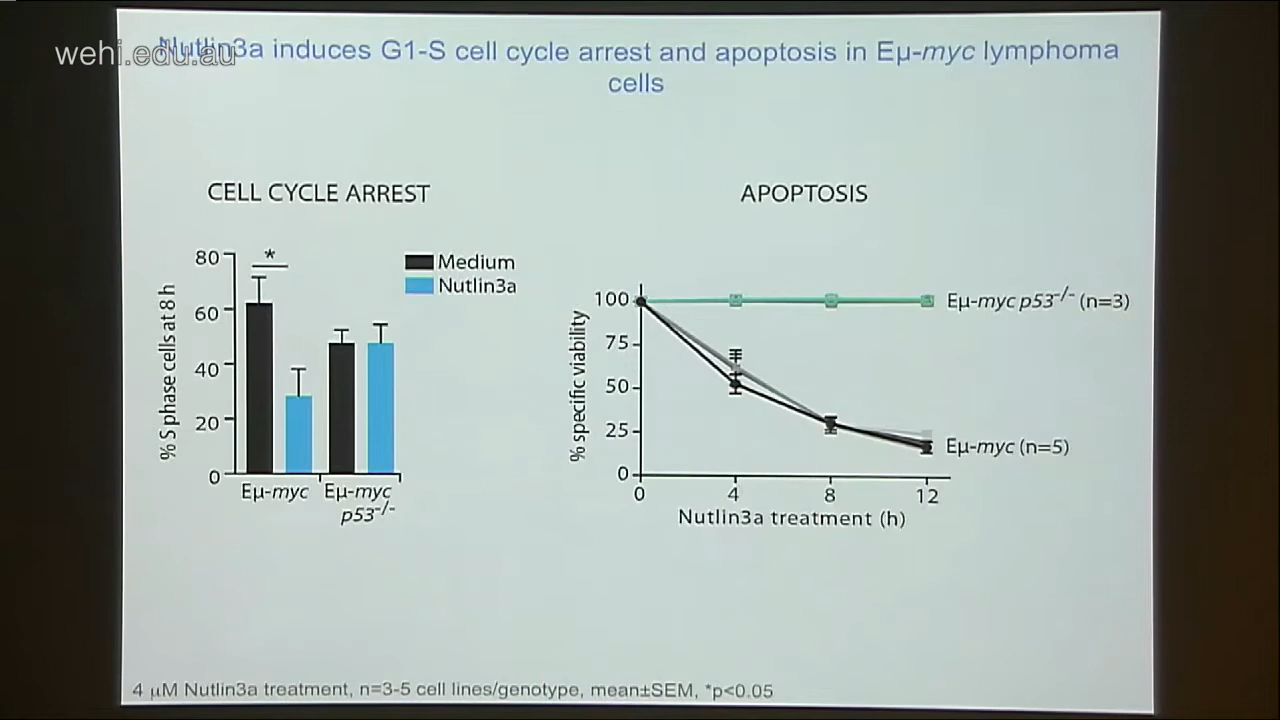 wehi.edu.au
Nutlin3a induces G1-S cell cycle arrest and apoptosis in Eμ-myc lymphoma
cells
CELL CYCLE ARREST
80
60
40
20
0
% S phase cells at 8 h
*
Medium
Nutlin3a
Eμ-myc
Eμ-myc
p53-/-
APOPTOSIS
100
75
50
25
0
% specific viability
Eμ-myc p53-/- (n=3)
Eμ-myc (n=5)
0 4 8 12
Nutlin3a treatment (h)
4 μM Nutlin3a treatment, n=3-5 cell lines/genotype, mean±SEM, *p<0.05